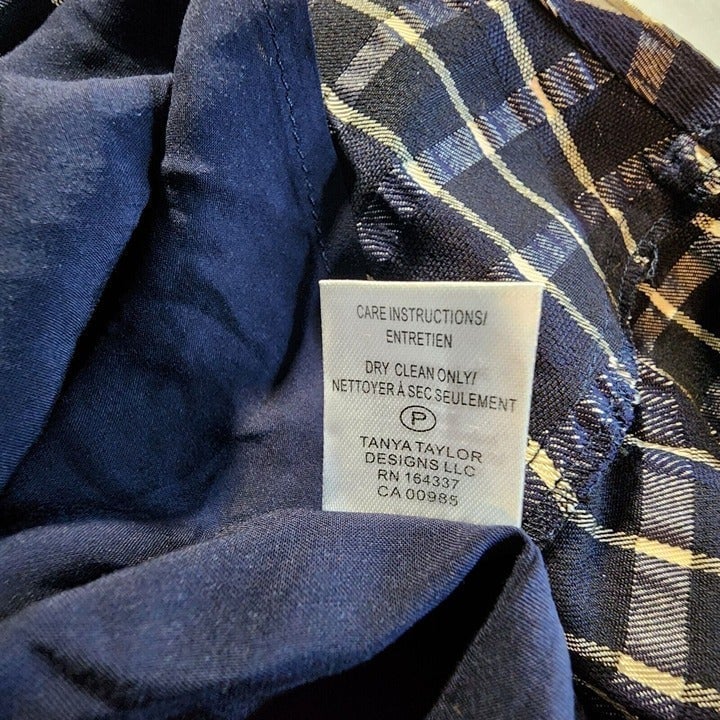 CARE INSTRUCTIONS/
ENTRETIEN
DRY CLEAN ONLY/
NETTOYER À SEC SEULEMENT
P
TANYA TAYLOR
DESIGNS LLC
RN 164337
CA 00985